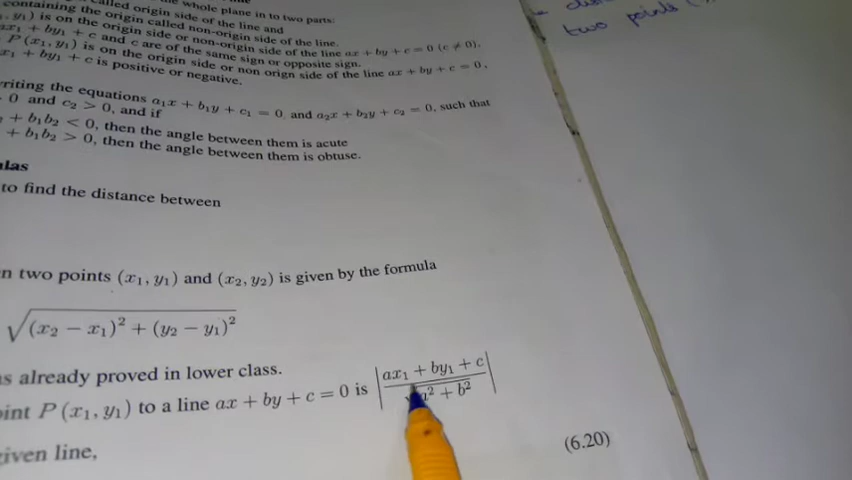 called origin side of the line and
the whole plane in to two parts:
containing the origin called non-origin side of the line.
, y₁) is on the origin side or non-origin side of the line ax + by + c = 0 (c ≠ 0),
ax₁ + by₁ + c and c are of the same sign or opposite sign.
P(x₁, y₁) is on the origin side or non orign side of the line ax + by + c = 0,
x₁ + by₁ + c is positive or negative.
writing the equations a₁x + b₁y + c₁ = 0, and a₂x + b₂y + c₂ = 0, such that
> 0 and c₂ > 0, and if
+ b₁b₂ < 0, then the angle between them is acute
+ b₁b₂ > 0, then the angle between them is obtuse.
ulas
to find the distance between
n two points (x₁, y₁) and (x₂, y₂) is given by the formula
√((x₂ − x₁)² + (y₂ − y₁)²)
s already proved in lower class.
oint P (x₁, y₁) to a line ax + by + c = 0 is |(ax₁ + by₁ + c)/√(a² + b²)|
given line,
(6.20)
two points